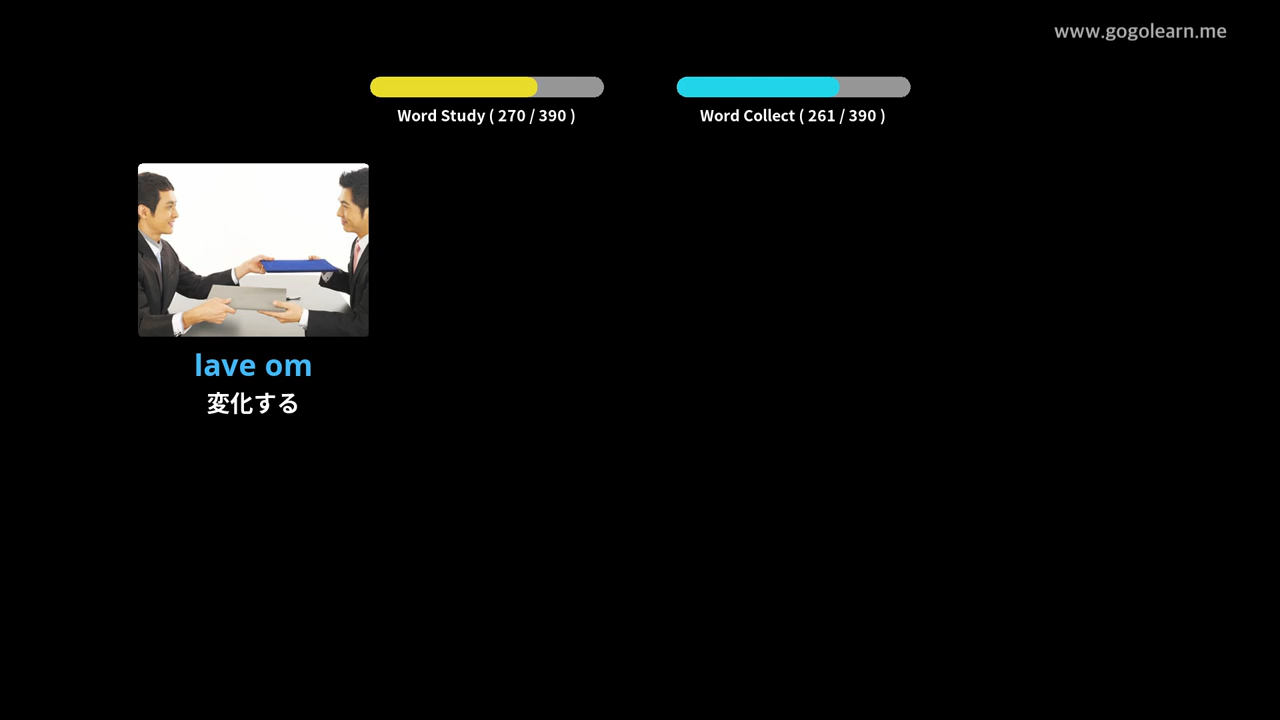 www.gogolearn.me
Word Study ( 270 / 390 )
Word Collect ( 261 / 390 )
lave om
変化する